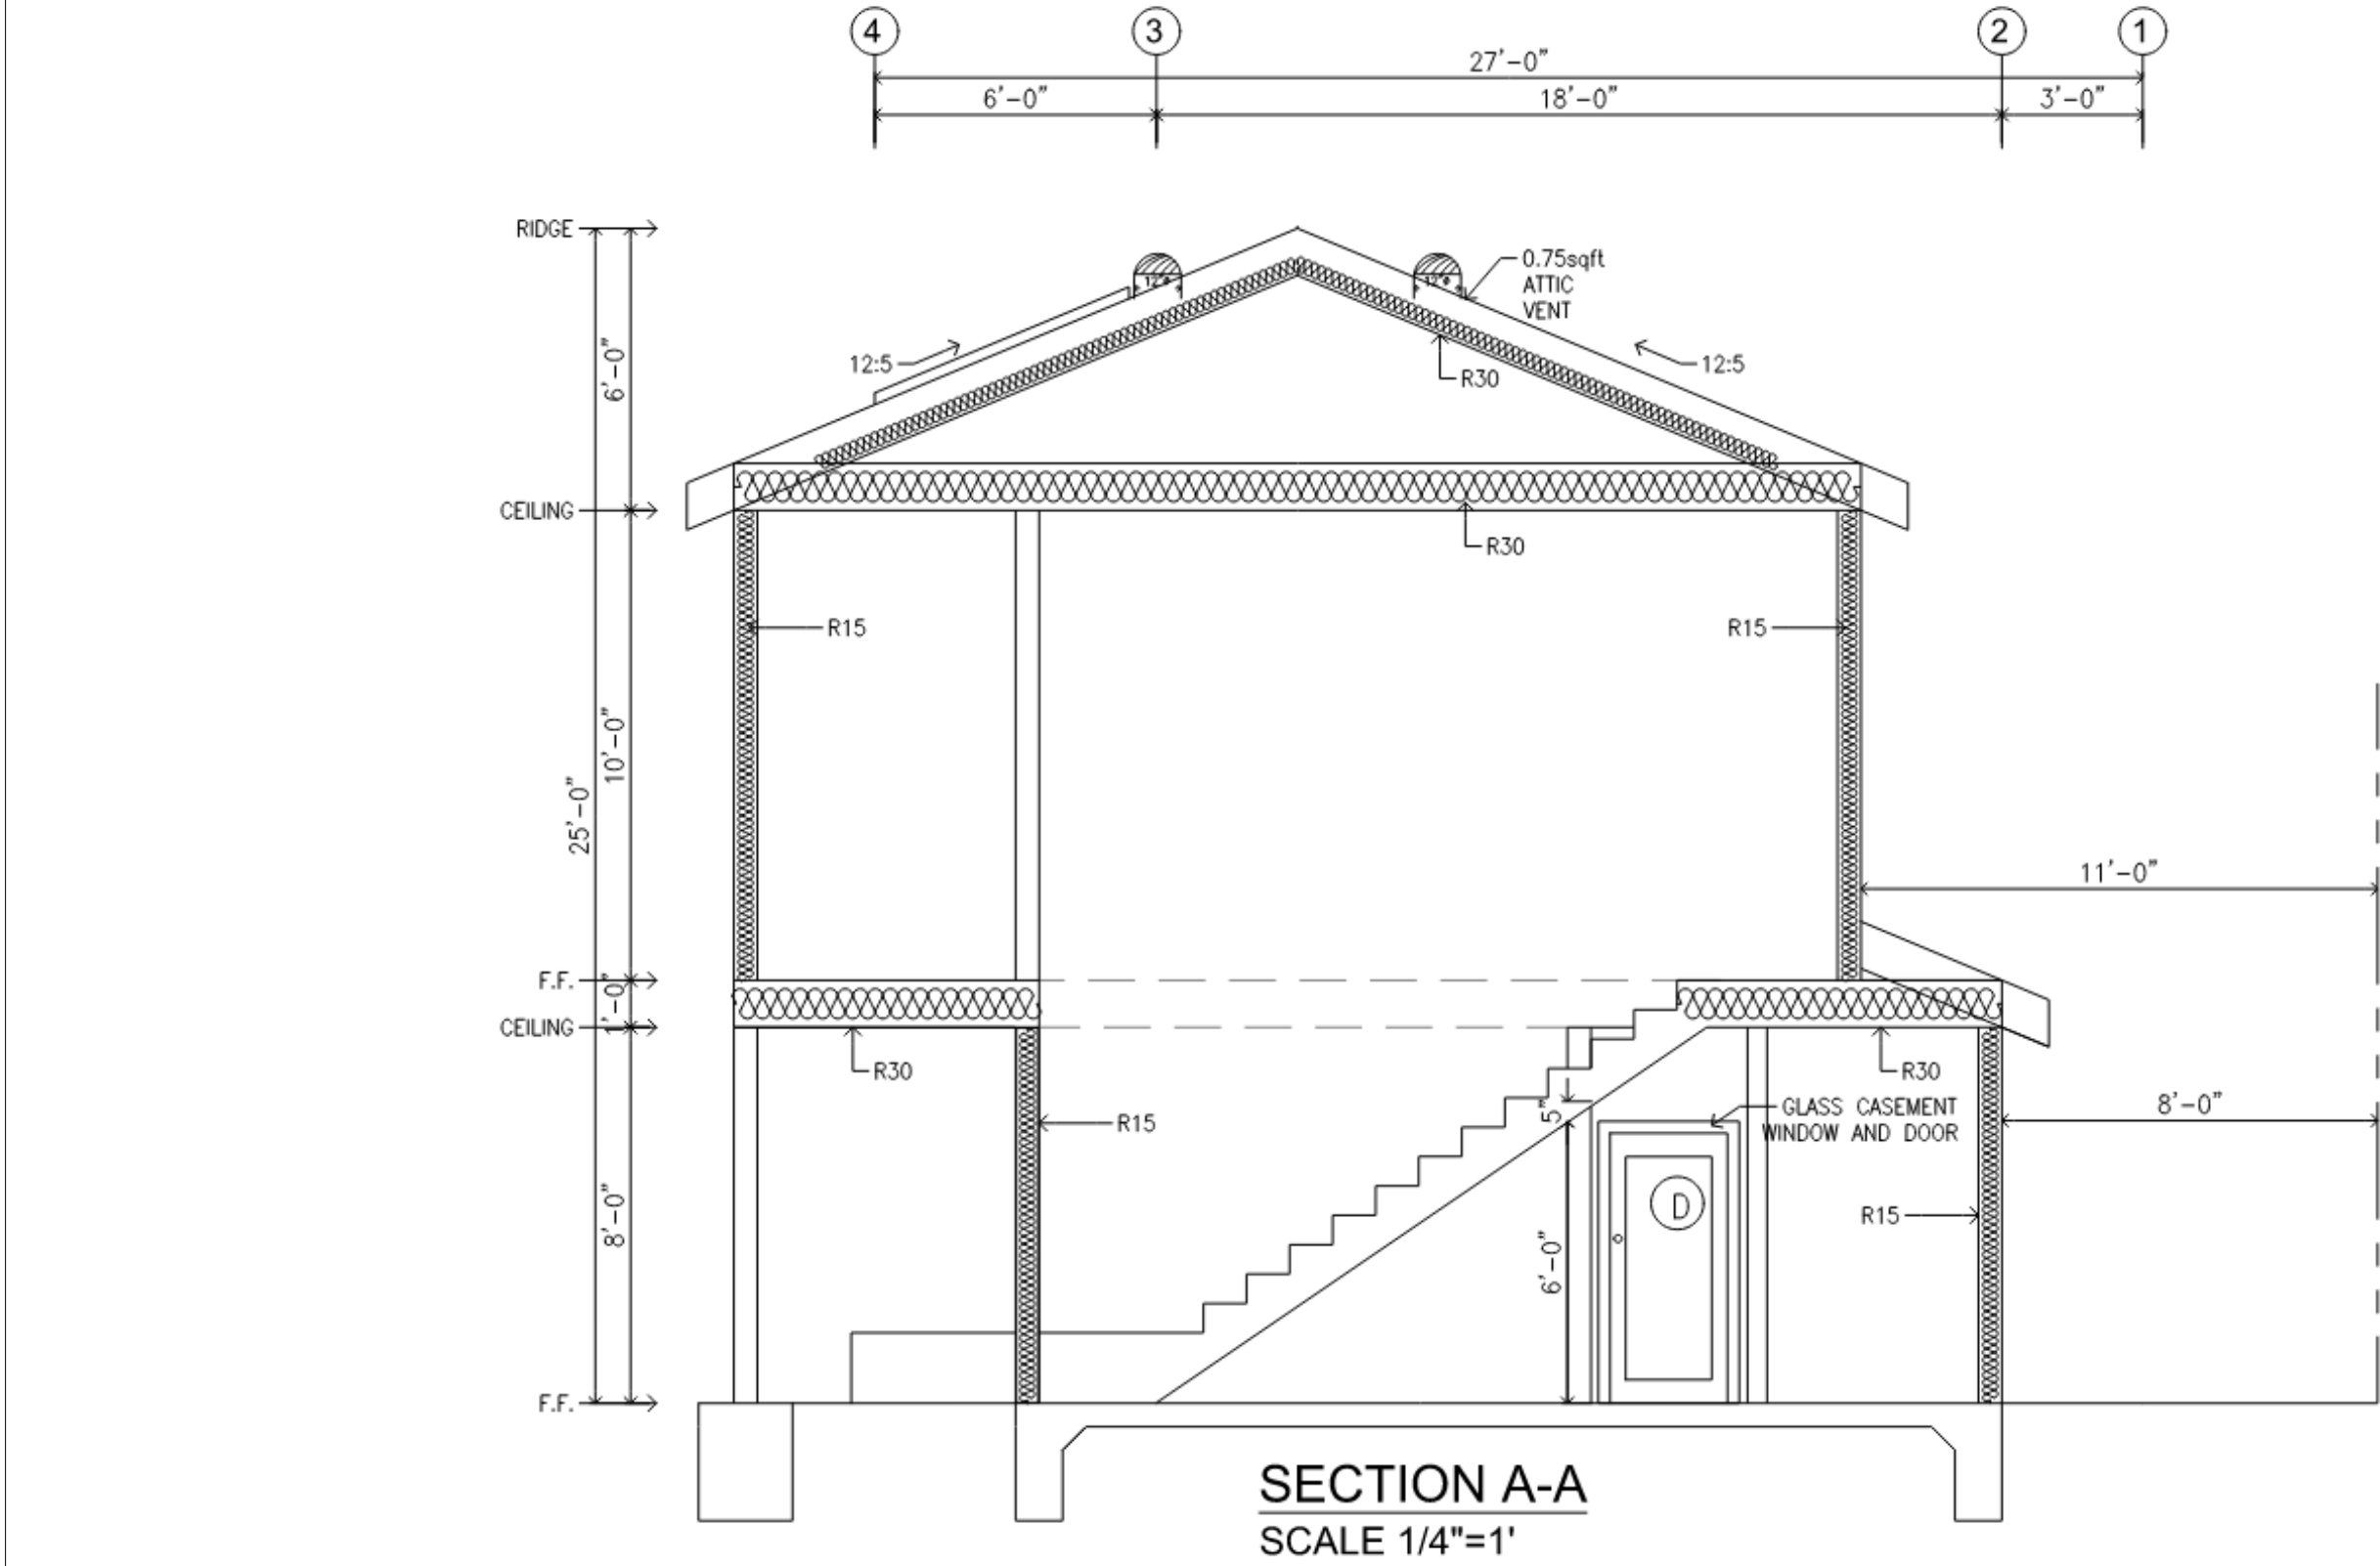 4
3
2
1
27'-0"
6'-0"
18'-0"
3'-0"
RIDGE
0.75sqft
ATTIC
VENT
12"ø
12"ø
12:5
12:5
6'-0"
R30
CEILING
R30
R15
R15
10'-0"
25'-0"
11'-0"
F.F.
1'-0"
CEILING
R30
R30
R15
5"
GLASS CASEMENT
WINDOW AND DOOR
8'-0"
8'-0"
D
R15
6'-0"
F.F.
SECTION A-A
SCALE 1/4"=1'